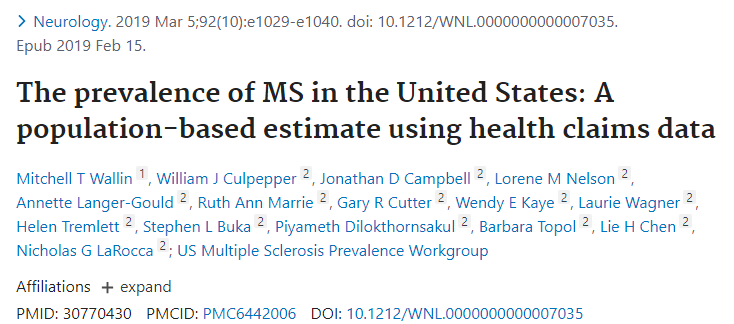 Neurology. 2019 Mar 5;92(10):e1029-e1040. doi: 10.1212/WNL.0000000000007035.
Epub 2019 Feb 15.
The prevalence of MS in the United States: A
population-based estimate using health claims data
Mitchell T Wallin 1, William J Culpepper 2, Jonathan D Campbell 2, Lorene M Nelson 2,
Annette Langer-Gould 2, Ruth Ann Marrie 2, Gary R Cutter 2, Wendy E Kaye 2, Laurie Wagner 2,
Helen Tremlett 2, Stephen L Buka 2, Piyameth Dilokthornsakul 2, Barbara Topol 2, Lie H Chen 2,
Nicholas G LaRocca 2; US Multiple Sclerosis Prevalence Workgroup
Affiliations + expand
PMID: 30770430 PMCID: PMC6442006 DOI: 10.1212/WNL.0000000000007035